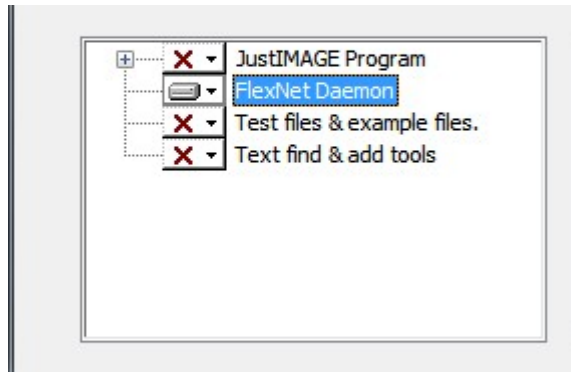 JustIMAGE Program
FlexNet Daemon
Test files & example files.
Text find & add tools